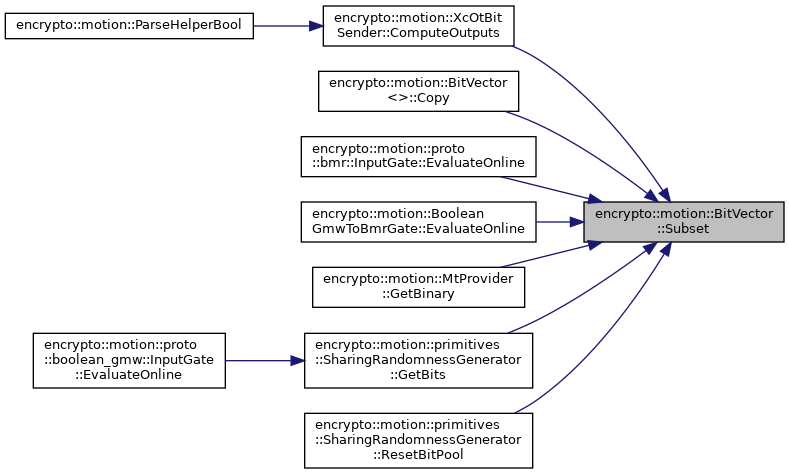 encrypto::motion::ParseHelperBool
encrypto::motion::XcOtBit
Sender::ComputeOutputs
encrypto::motion::BitVector
<>::Copy
encrypto::motion::proto
::bmr::InputGate::EvaluateOnline
encrypto::motion::Boolean
GmwToBmrGate::EvaluateOnline
encrypto::motion::BitVector
::Subset
encrypto::motion::MtProvider
::GetBinary
encrypto::motion::proto
::boolean_gmw::InputGate
::EvaluateOnline
encrypto::motion::primitives
::SharingRandomnessGenerator
::GetBits
encrypto::motion::primitives
::SharingRandomnessGenerator
::ResetBitPool